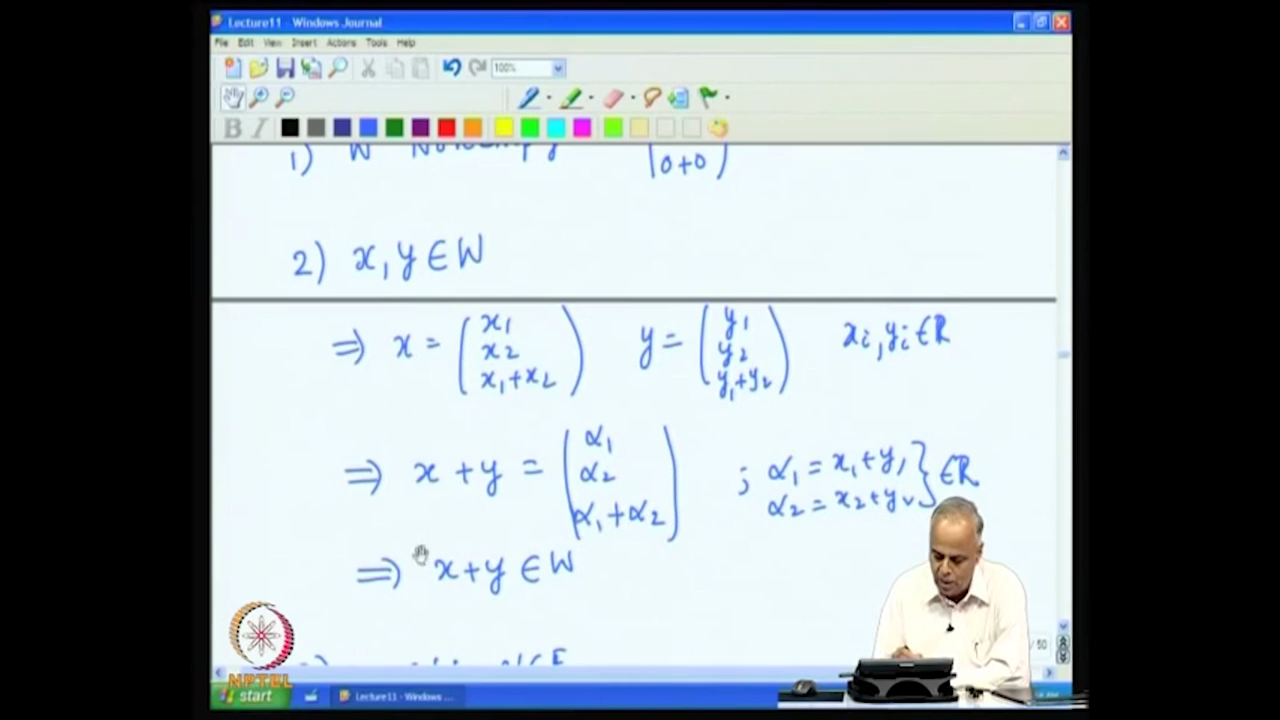 Lecture11 - Windows Journal
File Edit View Insert Actions Tools Help
100%
B I
1) W Nonempty (0+0)
2) x, y ∈ W
⇒ x = (x1 x2 x1+x2) y = (y1 y2 y1+y2) xi, yi ∈ R
⇒ x + y = (α1 α2 α1+α2) ; α1 = x1+y1 α2 = x2+y2 } ∈ R
⇒ x+y ∈ W
/ 50
NPTEL
start Lecture11 - Windows ...